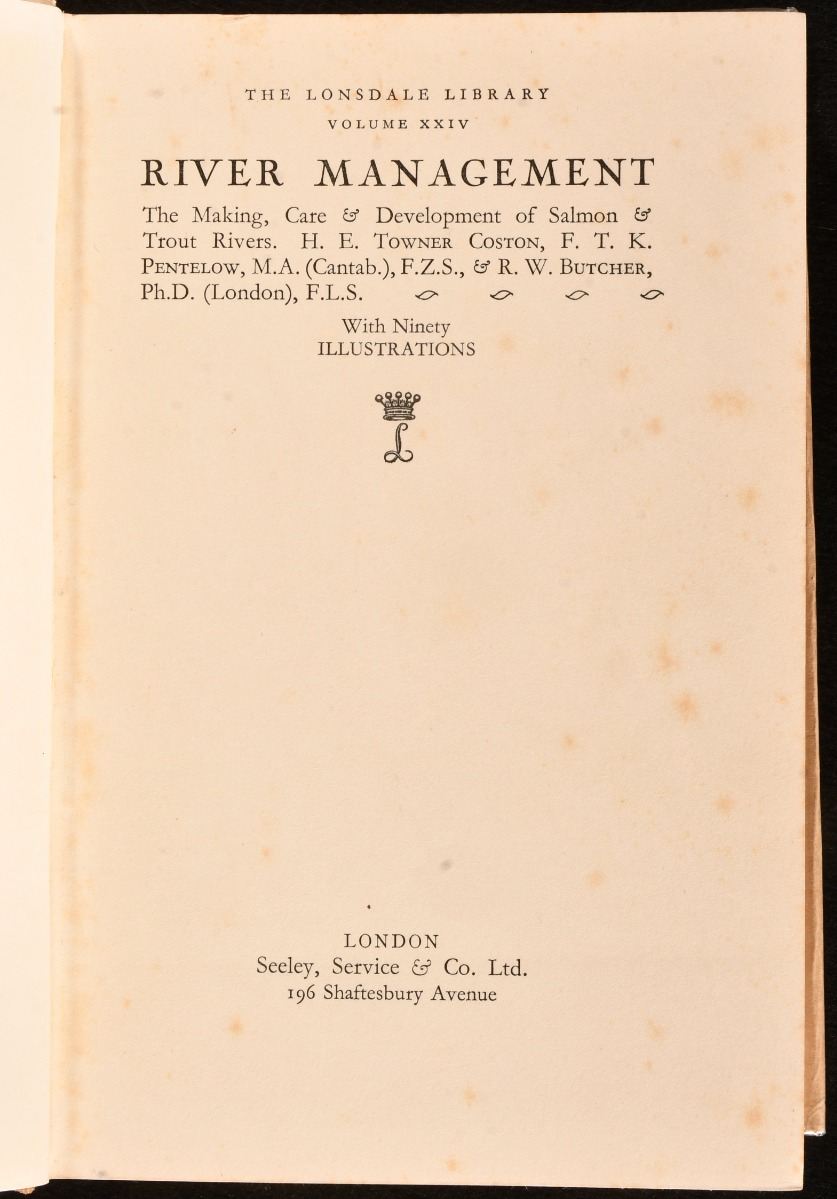 THE LONSDALE LIBRARY
VOLUME XXIV
RIVER MANAGEMENT
The Making, Care & Development of Salmon &
Trout Rivers. H. E. TOWNER COSTON, F. T. K.
PENTELOW, M.A. (Cantab.), F.Z.S., & R. W. BUTCHER,
Ph.D. (London), F.L.S.
With Ninety
ILLUSTRATIONS
L
LONDON
Seeley, Service & Co. Ltd.
196 Shaftesbury Avenue